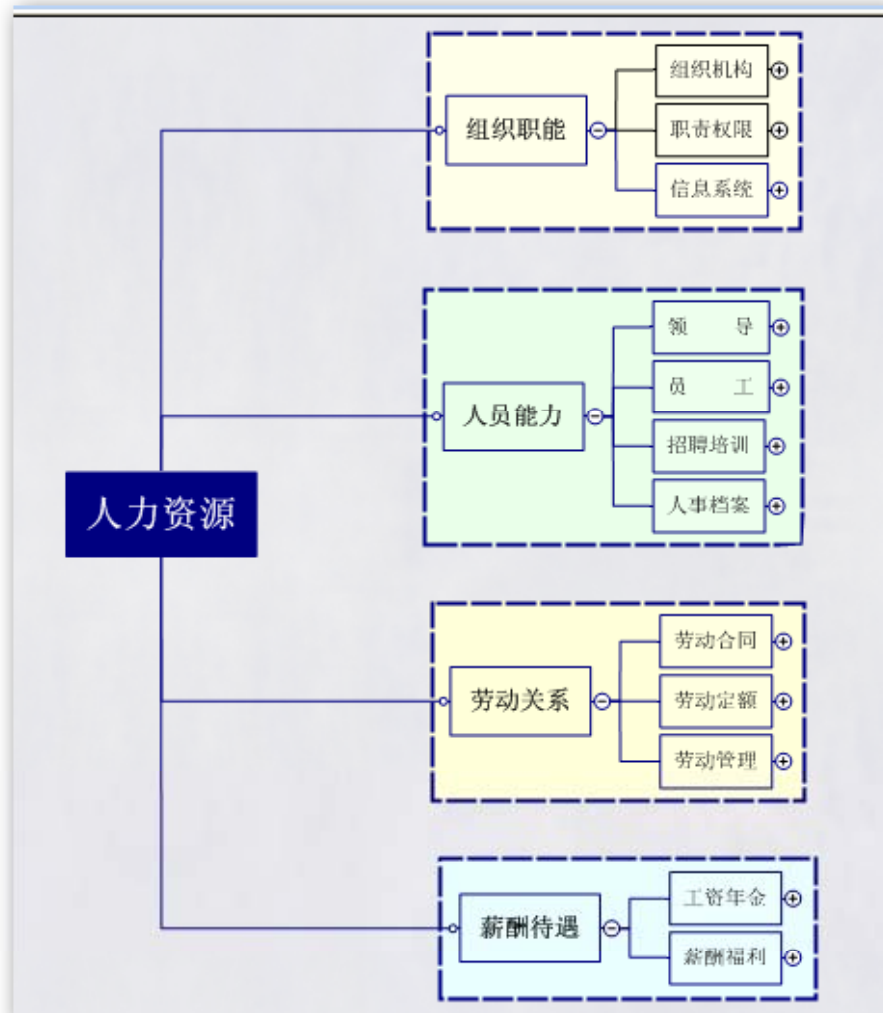 人力资源
组织职能
组织机构
职责权限
信息系统
人员能力
领 导
员 工
招聘培训
人事档案
劳动关系
劳动合同
劳动定额
劳动管理
薪酬待遇
工资年金
薪酬福利